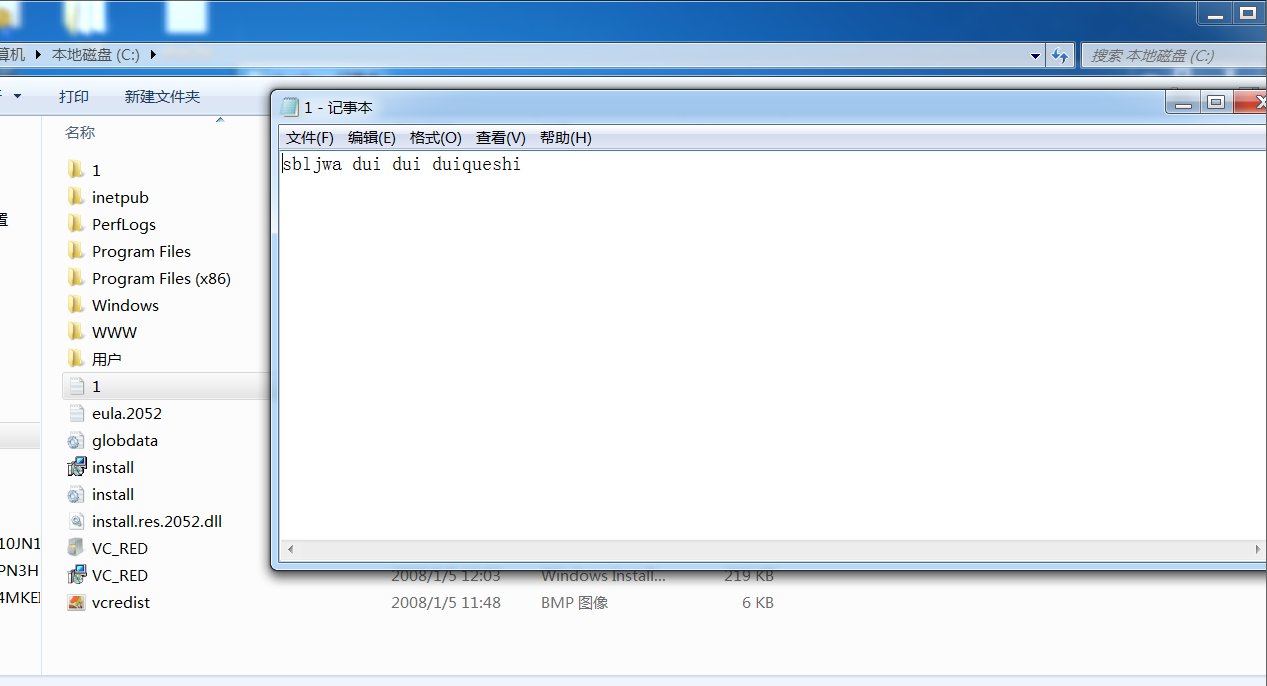 算机 ▸ 本地磁盘 (C:) ▸
搜索 本地磁盘 (C:)
打印 新建文件夹
名称
1
inetpub
PerfLogs
Program Files
Program Files (x86)
Windows
WWW
用户
1
eula.2052
globdata
install
install
install.res.2052.dll
VC_RED
VC_RED 2008/1/5 12:03 Windows Install... 219 KB
vcredist 2008/1/5 11:48 BMP 图像 6 KB
置
10JN1
PN3H
4MKE
1 - 记事本
文件(F) 编辑(E) 格式(O) 查看(V) 帮助(H)
sbljwa dui dui duiqueshi